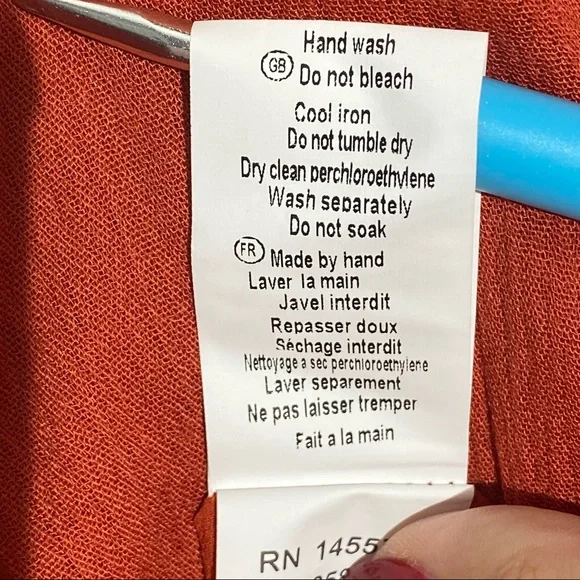 Hand wash
GB Do not bleach
Cool iron
Do not tumble dry
Dry clean perchloroethylene
Wash separately
Do not soak
FR Made by hand
Laver la main
Javel interdit
Repasser doux
Séchage interdit
Nettoyage a sec perchloroethylene
Laver separement
Ne pas laisser tremper
Fait a la main
RN 1455